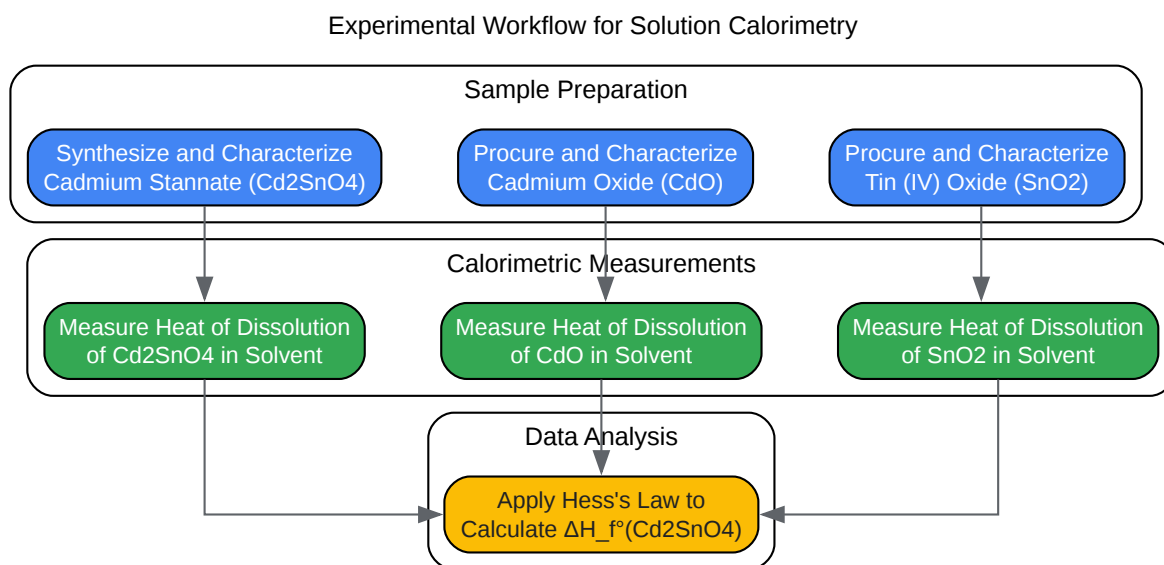 Experimental Workflow for Solution Calorimetry
Sample Preparation
Synthesize and Characterize
Cadmium Stannate (Cd2SnO4)
Procure and Characterize
Cadmium Oxide (CdO)
Procure and Characterize
Tin (IV) Oxide (SnO2)
Calorimetric Measurements
Measure Heat of Dissolution
of Cd2SnO4 in Solvent
Measure Heat of Dissolution
of CdO in Solvent
Measure Heat of Dissolution
of SnO2 in Solvent
Data Analysis
Apply Hess's Law to
Calculate ΔH_f°(Cd2SnO4)